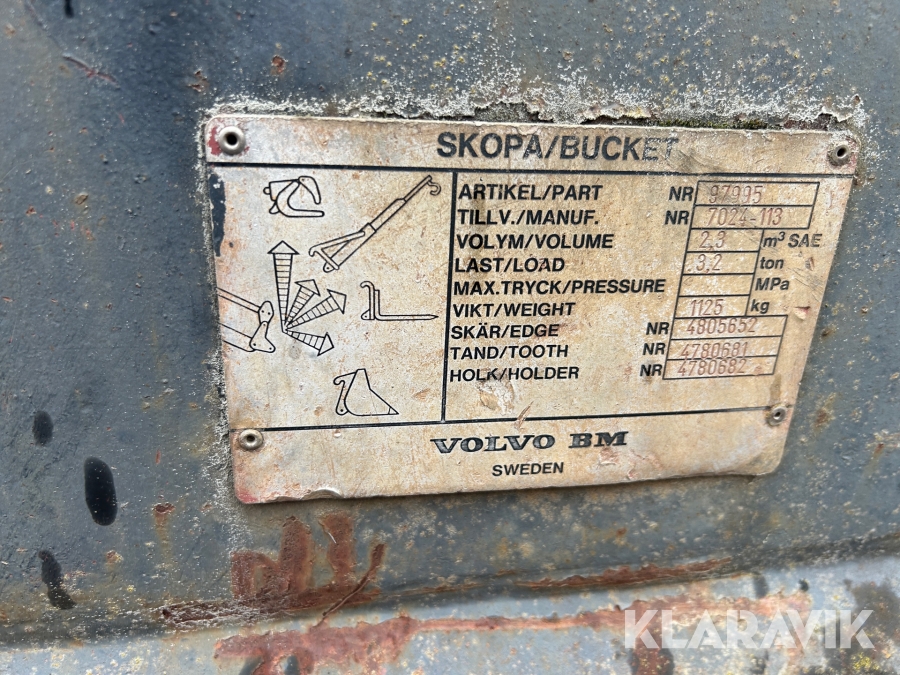 SKOPA/BUCKET
ARTIKEL/PART NR 97995
TILLV./MANUF. NR 7024-113
VOLYM/VOLUME 2,3 m³ SAE
LAST/LOAD 3,2 ton
MAX.TRYCK/PRESSURE MPa
VIKT/WEIGHT 1125 kg
SKÄR/EDGE NR 4805652
TAND/TOOTH NR 4780681
HOLK/HOLDER NR 4780682
VOLVO BM
SWEDEN
KLARAVIK